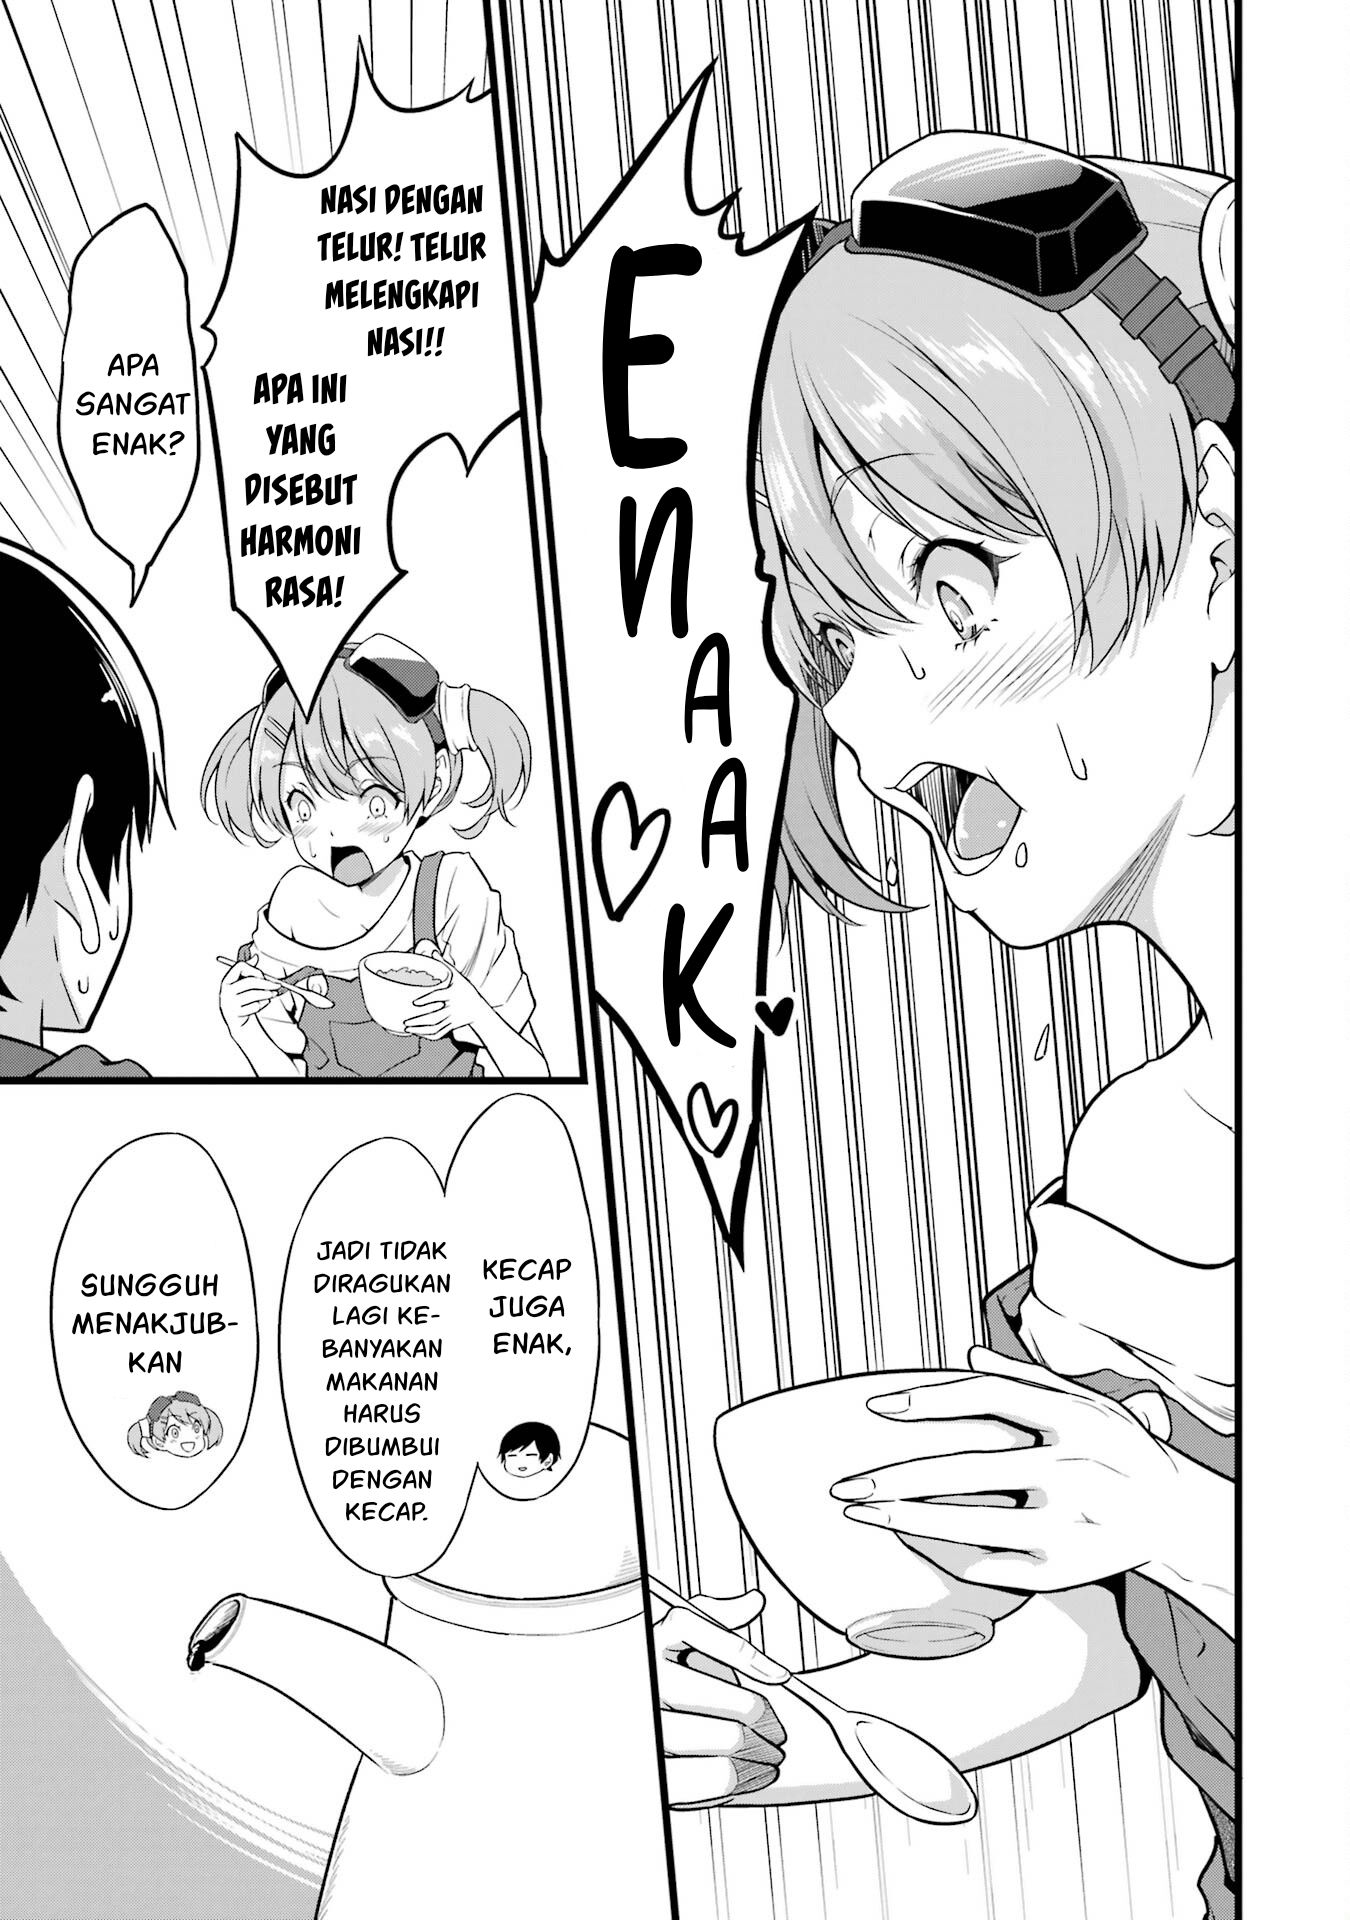 E
N
A
A
K
NASI DENGAN
TELUR! TELUR
MELENGKAPI
NASI!!
APA INI
YANG
DISEBUT
HARMONI
RASA!
APA
SANGAT
ENAK?
KECAP
JUGA
ENAK,
JADI TIDAK
DIRAGUKAN
LAGI KE-
BANYAKAN
MAKANAN
HARUS
DIBUMBUI
DENGAN
KECAP.
SUNGGUH
MENAKJUB-
KAN